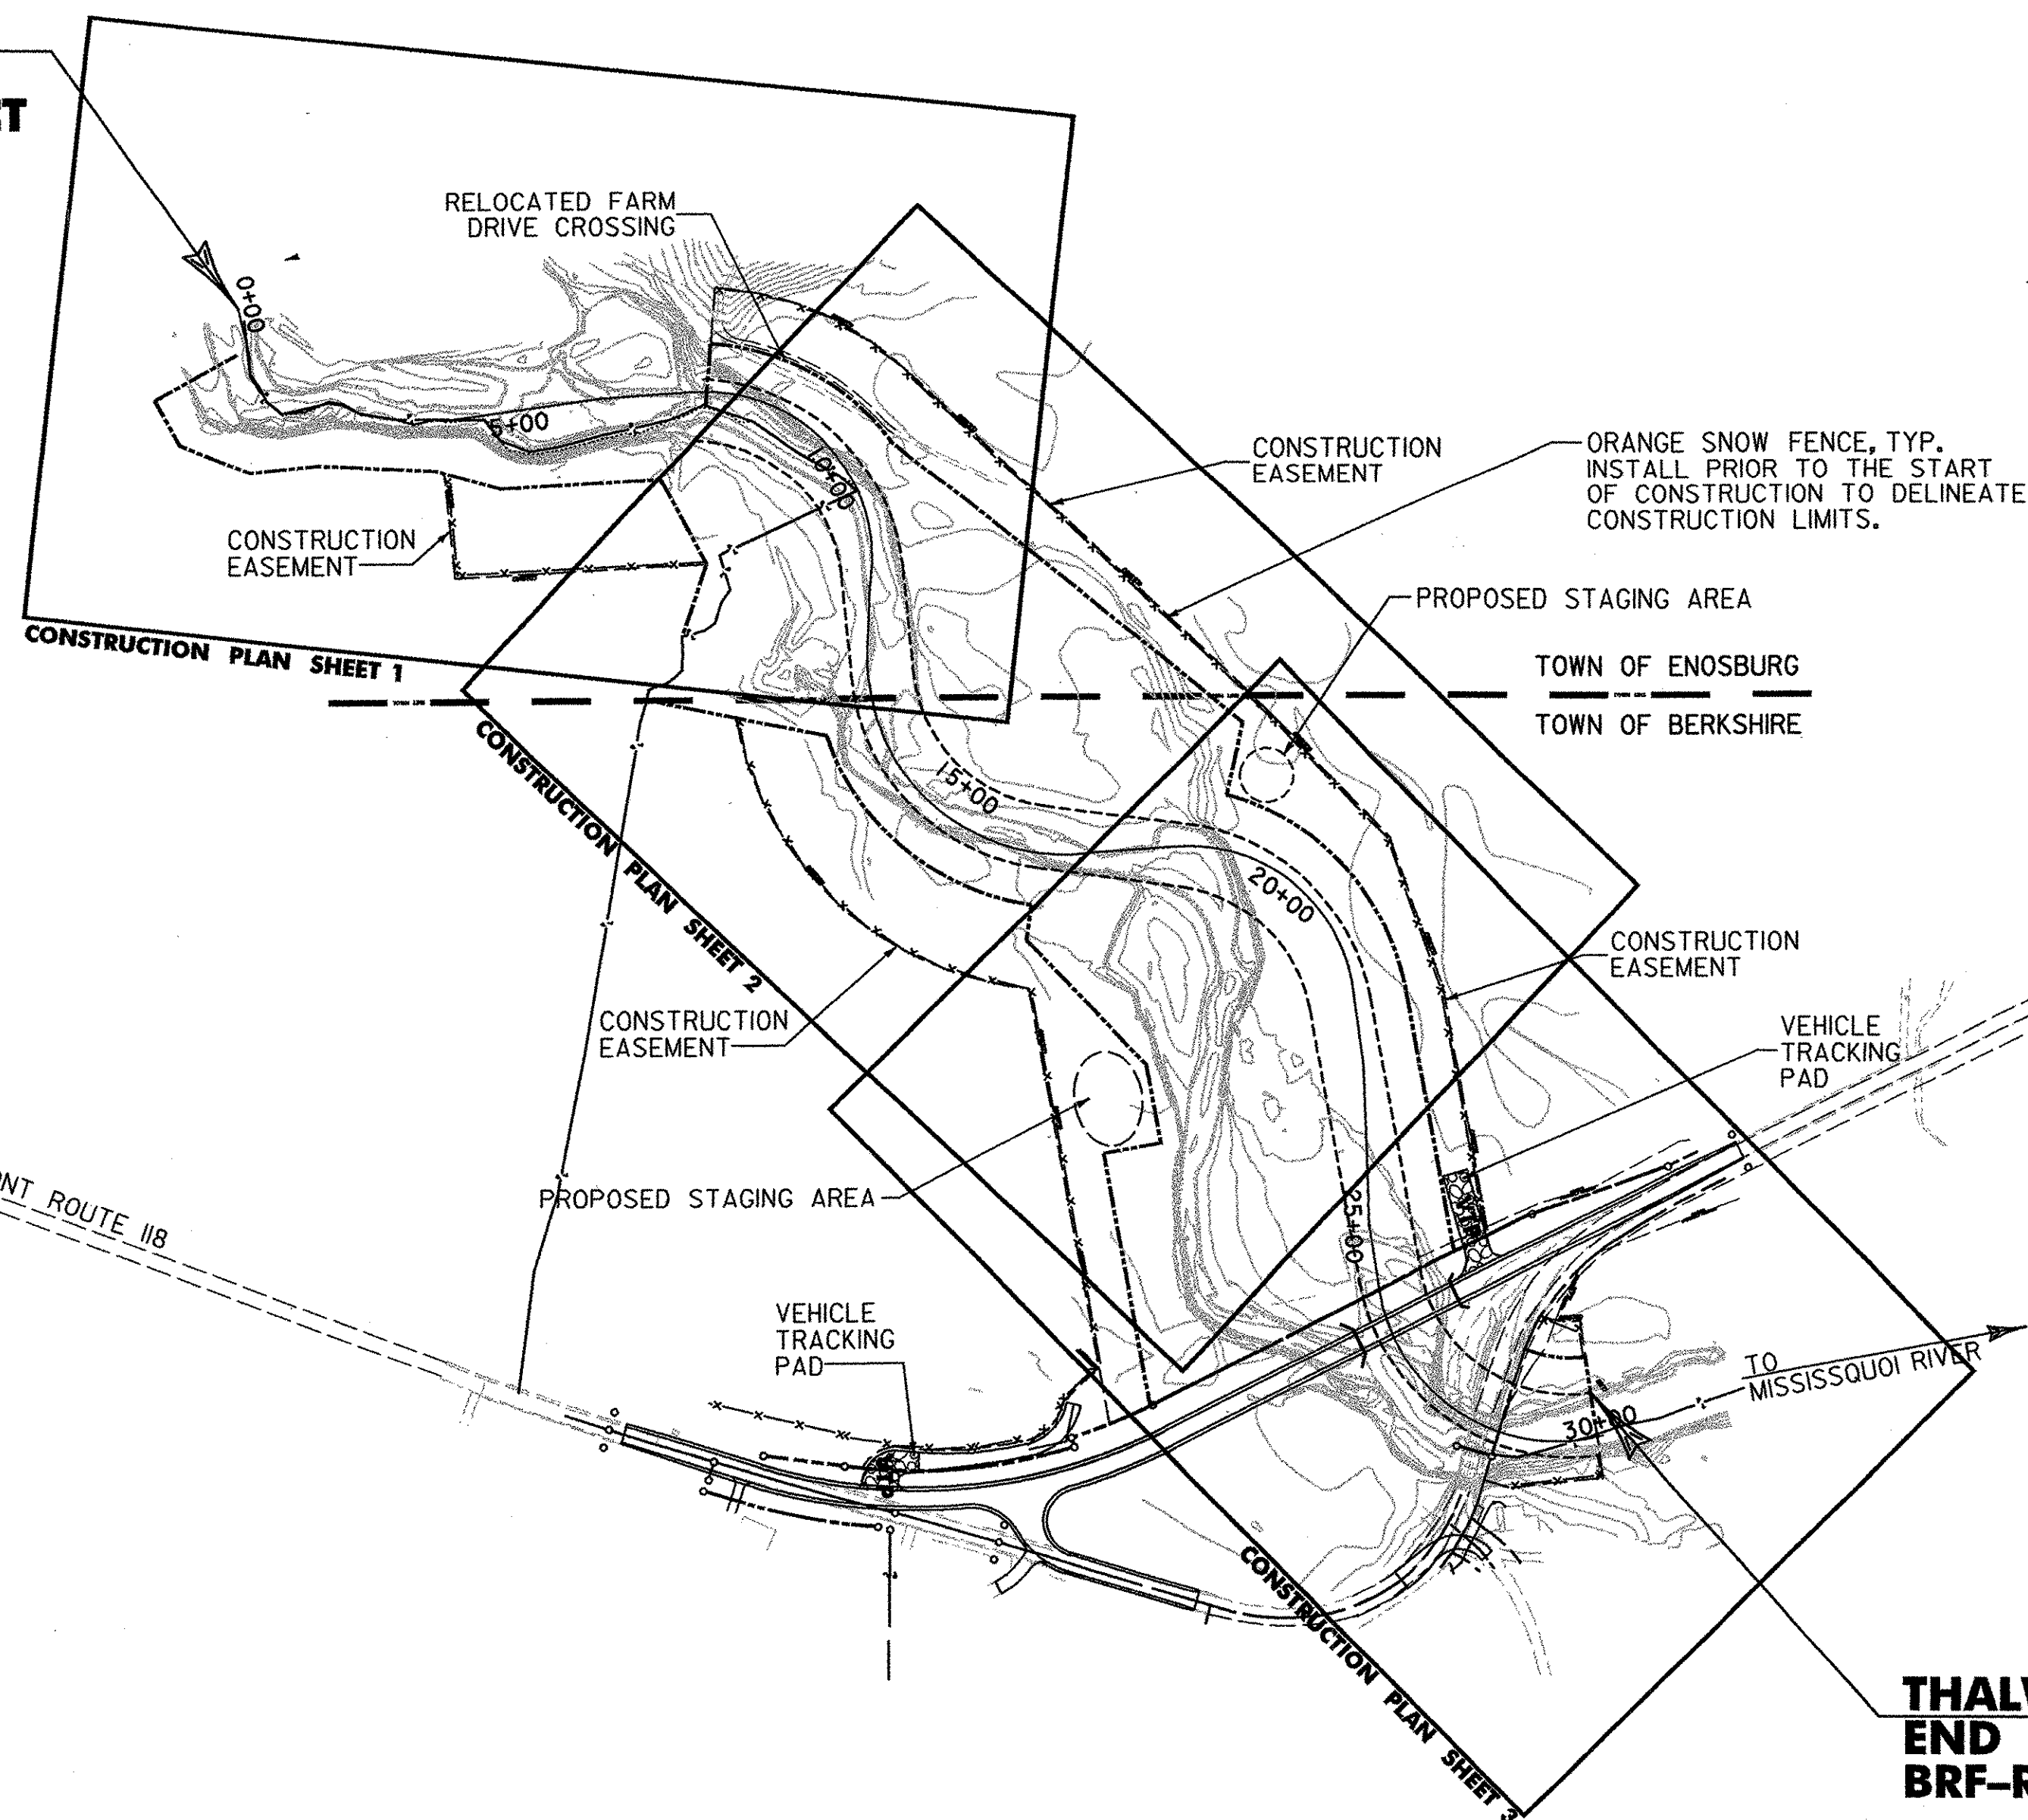 RELOCATED FARM
DRIVE CROSSING
0+00
5+00
10+00
CONSTRUCTION
EASEMENT
ORANGE SNOW FENCE, TYP.
INSTALL PRIOR TO THE START
OF CONSTRUCTION TO DELINEATE
CONSTRUCTION LIMITS.
CONSTRUCTION
EASEMENT
PROPOSED STAGING AREA
CONSTRUCTION PLAN SHEET 1
TOWN OF ENOSBURG
TOWN OF BERKSHIRE
CONSTRUCTION PLAN SHEET 2
15+00
20+00
CONSTRUCTION
EASEMENT
CONSTRUCTION
EASEMENT
VEHICLE
TRACKING
PAD
PROPOSED STAGING AREA
25+00
ROUTE 118
VEHICLE
TRACKING
PAD
TO
MISSISSQUOI RIVER
30+00
CONSTRUCTION PLAN SHEET 3
END